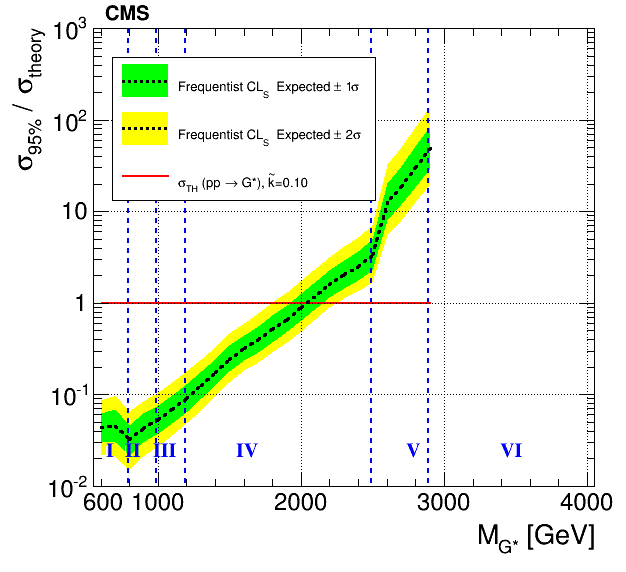 CMS
σ95% / σtheory
10³
10²
10
1
10⁻¹
10⁻²
Frequentist CLS Expected ± 1σ
Frequentist CLS Expected ± 2σ
σTH (pp → G*), k̃=0.10
I II III IV V VI
600 1000 2000 3000 4000
MG* [GeV]